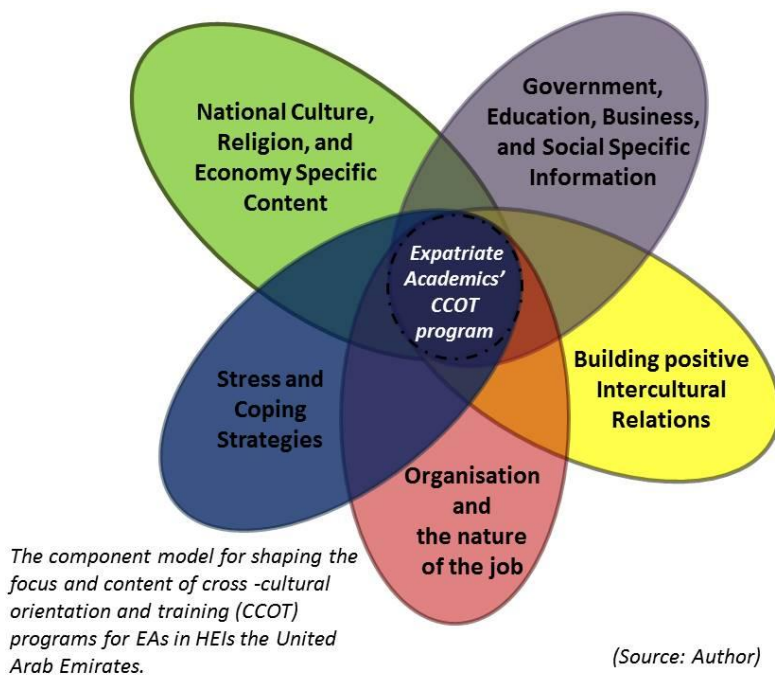 National Culture,
Religion, and
Economy Specific
Content
Government,
Education, Business,
and Social Specific
Information
Expatriate
Academics'
CCOT
program
Building positive
Intercultural
Relations
Stress and
Coping
Strategies
Organisation
and
the nature
of the job
The component model for shaping the
focus and content of cross -cultural
orientation and training (CCOT)
programs for EAs in HEIs the United
Arab Emirates.
(Source: Author)